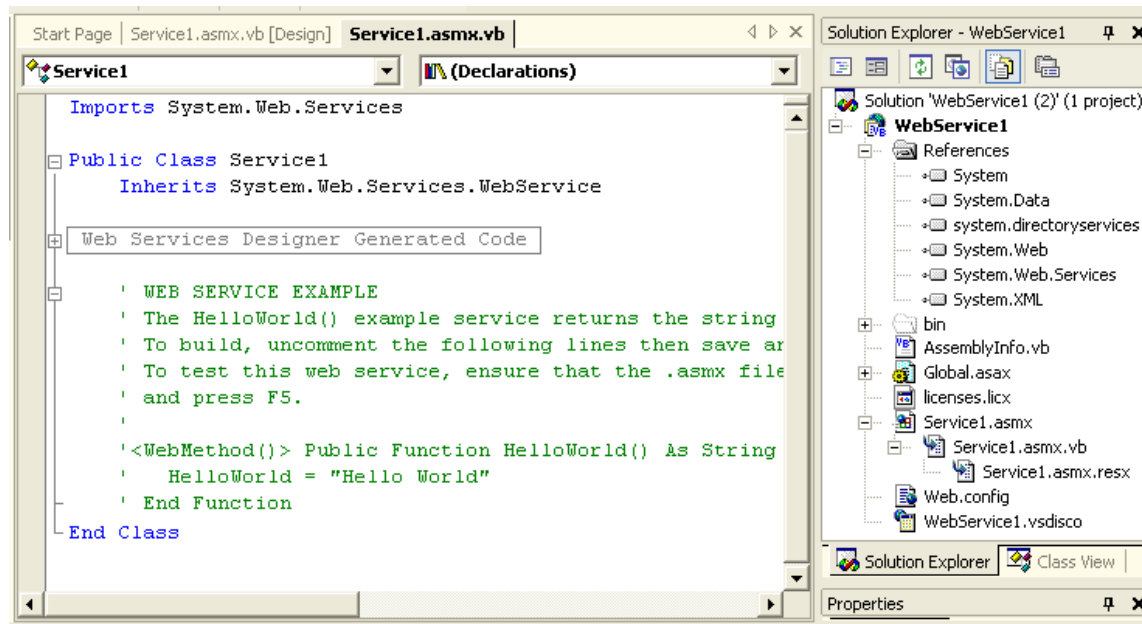 Start Page Service1.asmx.vb [Design] Service1.asmx.vb
Service1 (Declarations)
Imports System.Web.Services
Public Class Service1
Inherits System.Web.Services.WebService
Web Services Designer Generated Code
' WEB SERVICE EXAMPLE
' The HelloWorld() example service returns the string
' To build, uncomment the following lines then save an
' To test this web service, ensure that the .asmx file
' and press F5.
'
'<WebMethod()> Public Function HelloWorld() As String
' HelloWorld = "Hello World"
' End Function
End Class
Solution Explorer - WebService1
Solution 'WebService1 (2)' (1 project)
WebService1
References
System
System.Data
system.directoryservices
System.Web
System.Web.Services
System.XML
bin
AssemblyInfo.vb
Global.asax
licenses.licx
Service1.asmx
Service1.asmx.vb
Service1.asmx.resx
Web.config
WebService1.vsdisco
Solution Explorer Class View
Properties